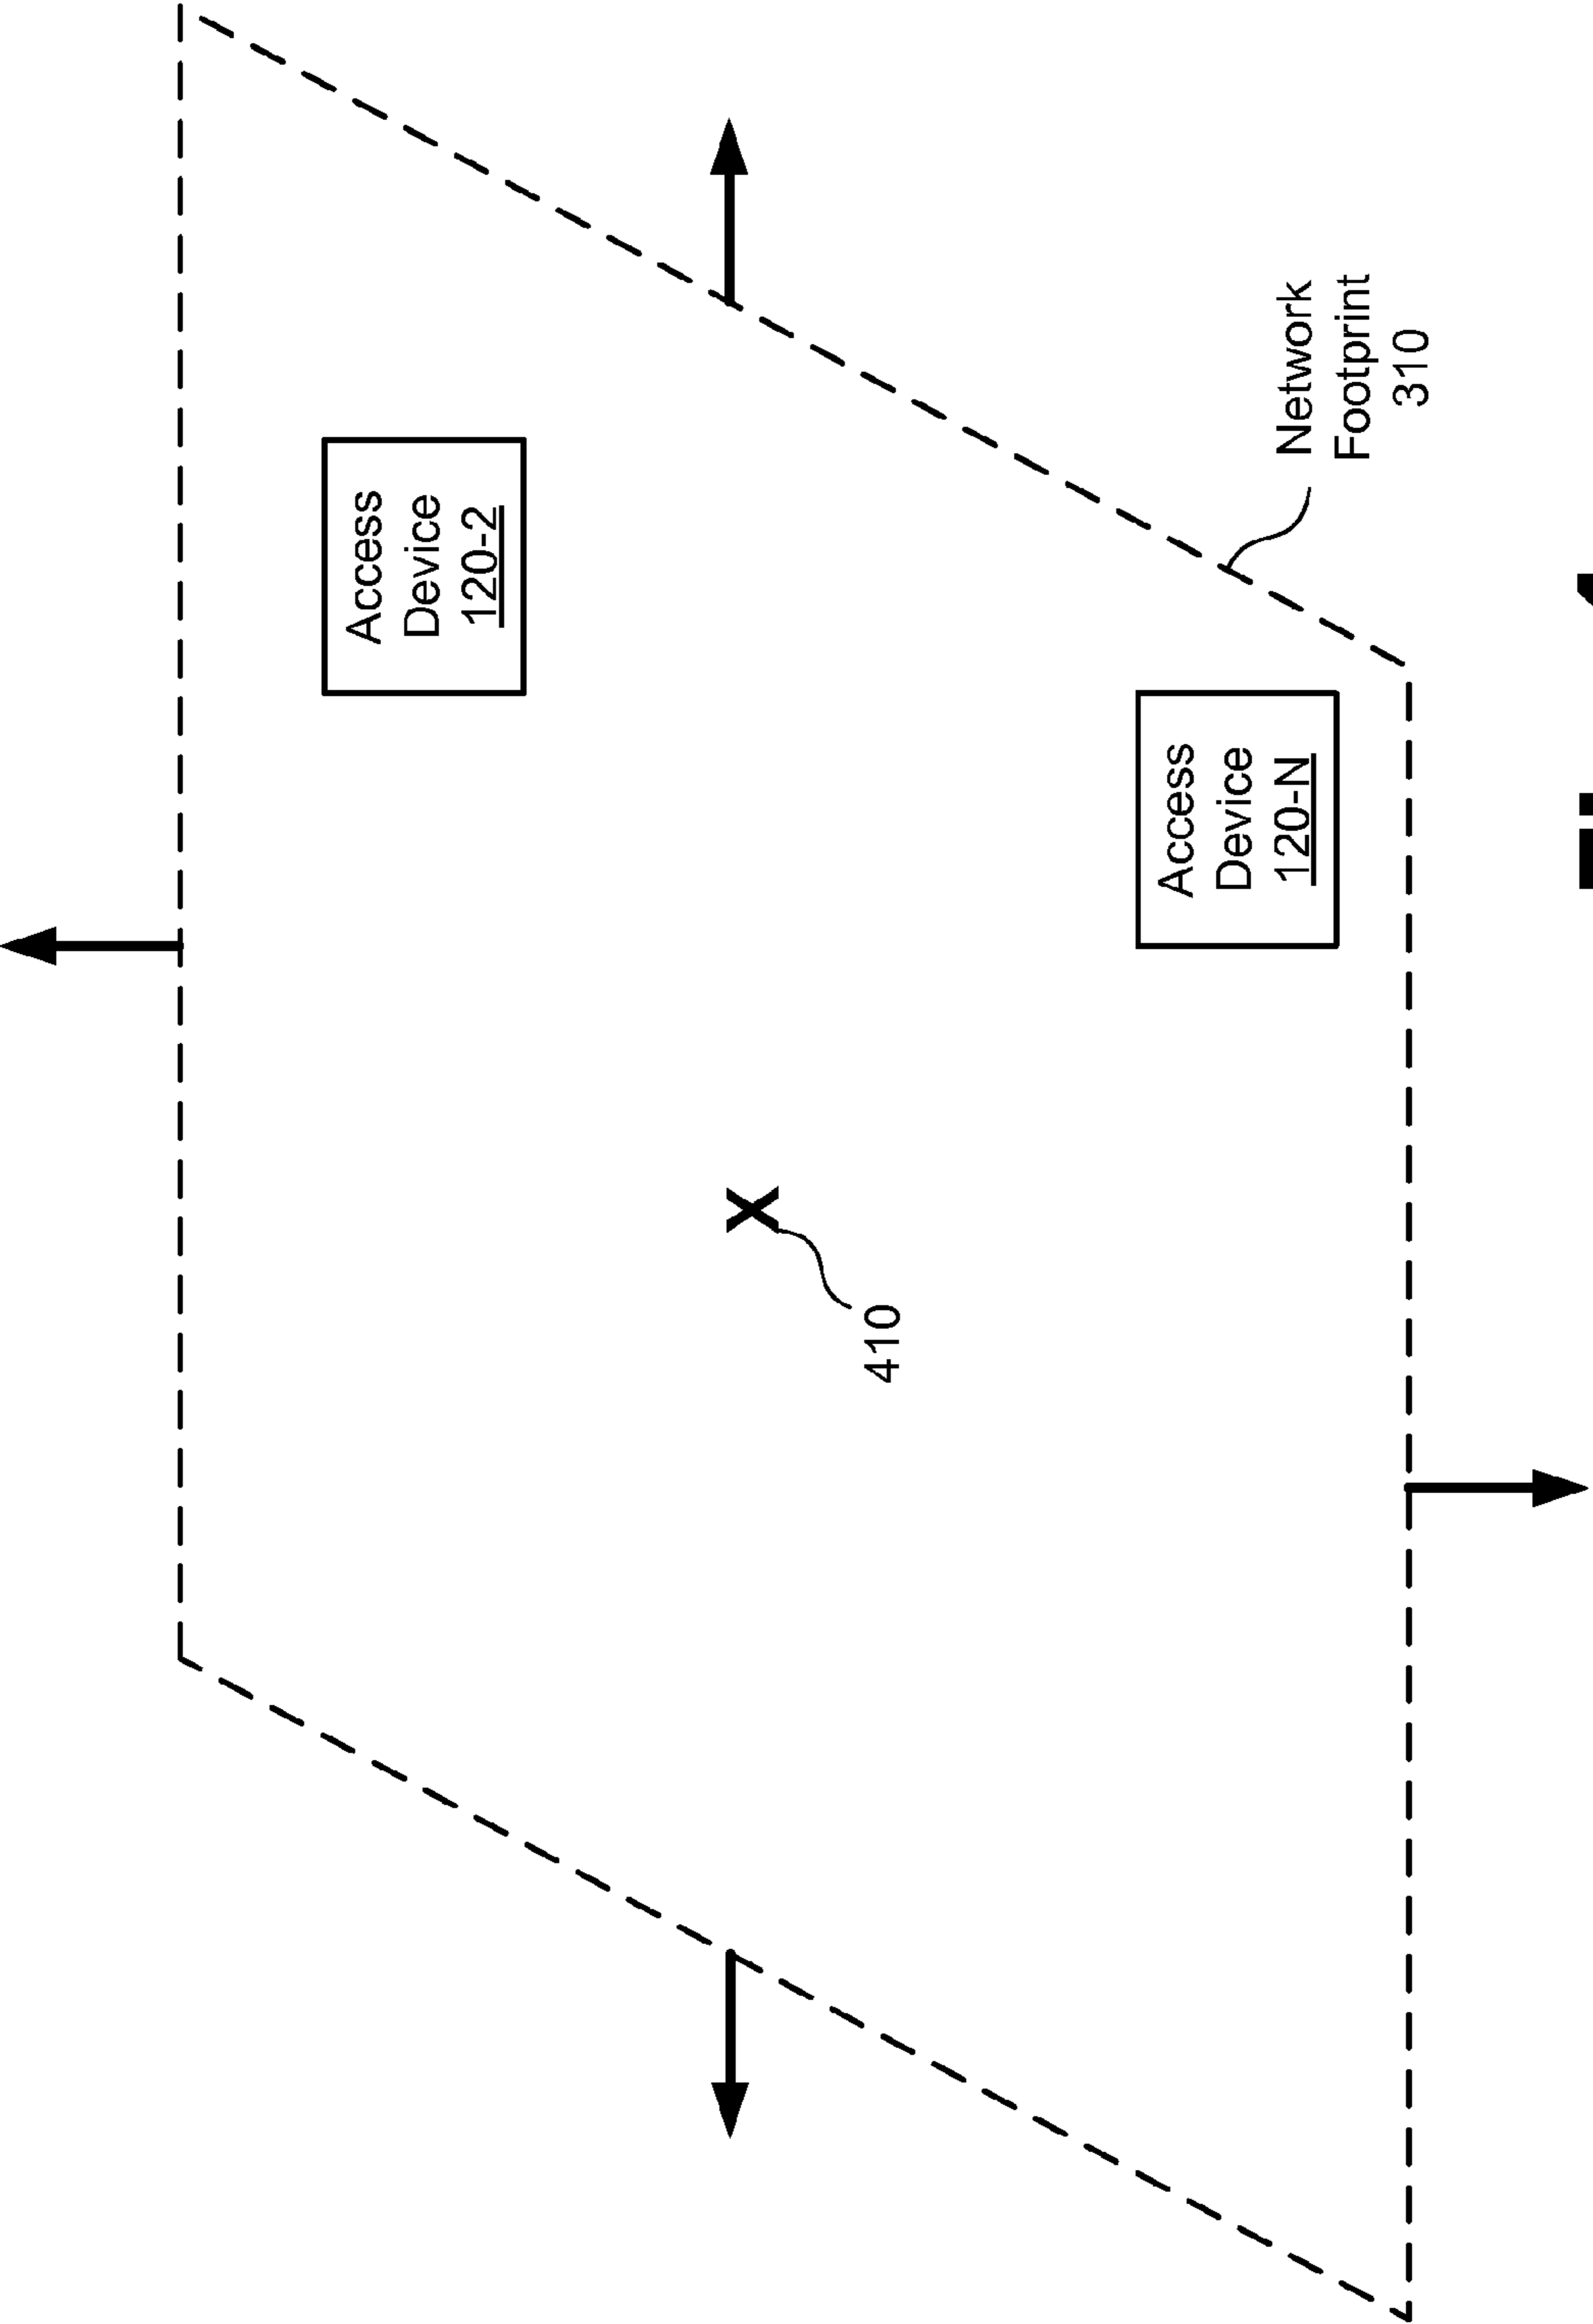 Access
Device
120-2
Access
Device
120-N
Network
Footprint
310
410